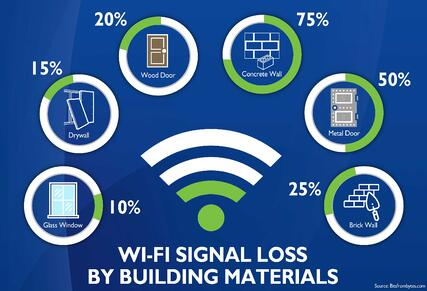 20%
Wood Door
75%
Concrete Wall
15%
Drywall
50%
Metal Door
Glass Window
10%
25%
Brick Wall
WI-FI SIGNAL LOSS
BY BUILDING MATERIALS
Source: Bitsfrombytes.com